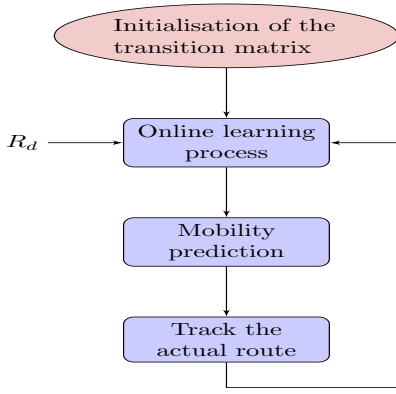 Initialisation of the
transition matrix
R_d
Online learning
process
Mobility
prediction
Track the
actual route